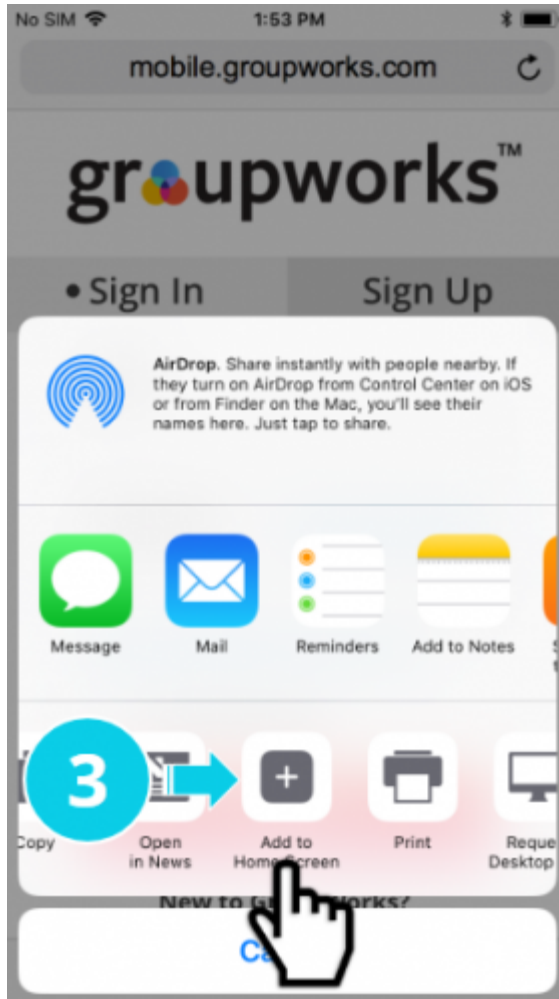 No SIM 1:53 PM
mobile.groupworks.com
groupworks™
• Sign In Sign Up
AirDrop. Share instantly with people nearby. If
they turn on AirDrop from Control Center on iOS
or from Finder on the Mac, you'll see their
names here. Just tap to share.
Message Mail Reminders Add to Notes
3
Copy Open Add to Print
in News Home Screen Desktop
New to